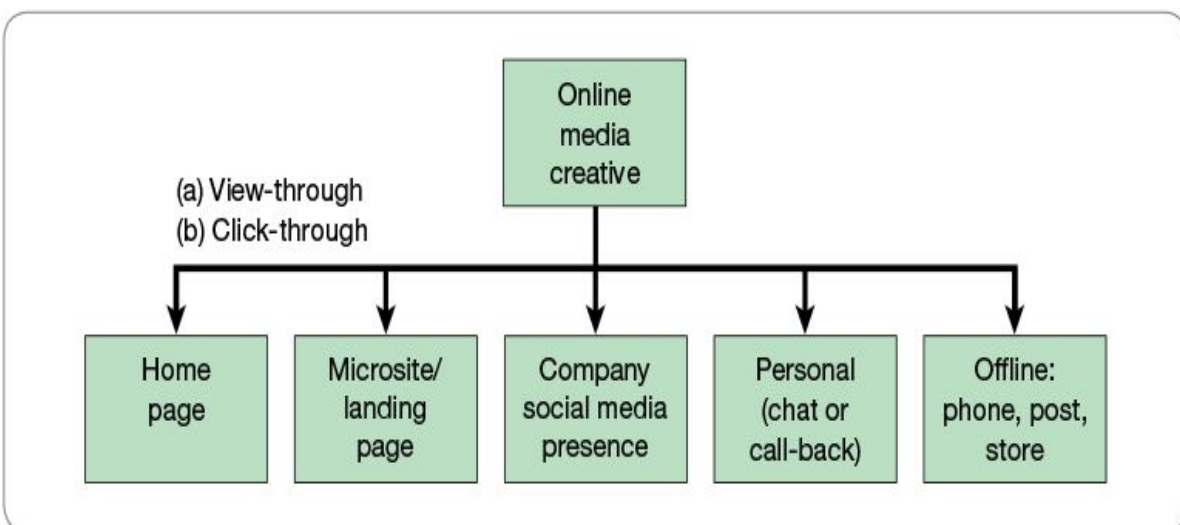 Online
media
creative
(a) View-through
(b) Click-through
Home
page
Microsite/
landing
page
Company
social media
presence
Personal
(chat or
call-back)
Offline:
phone, post,
store